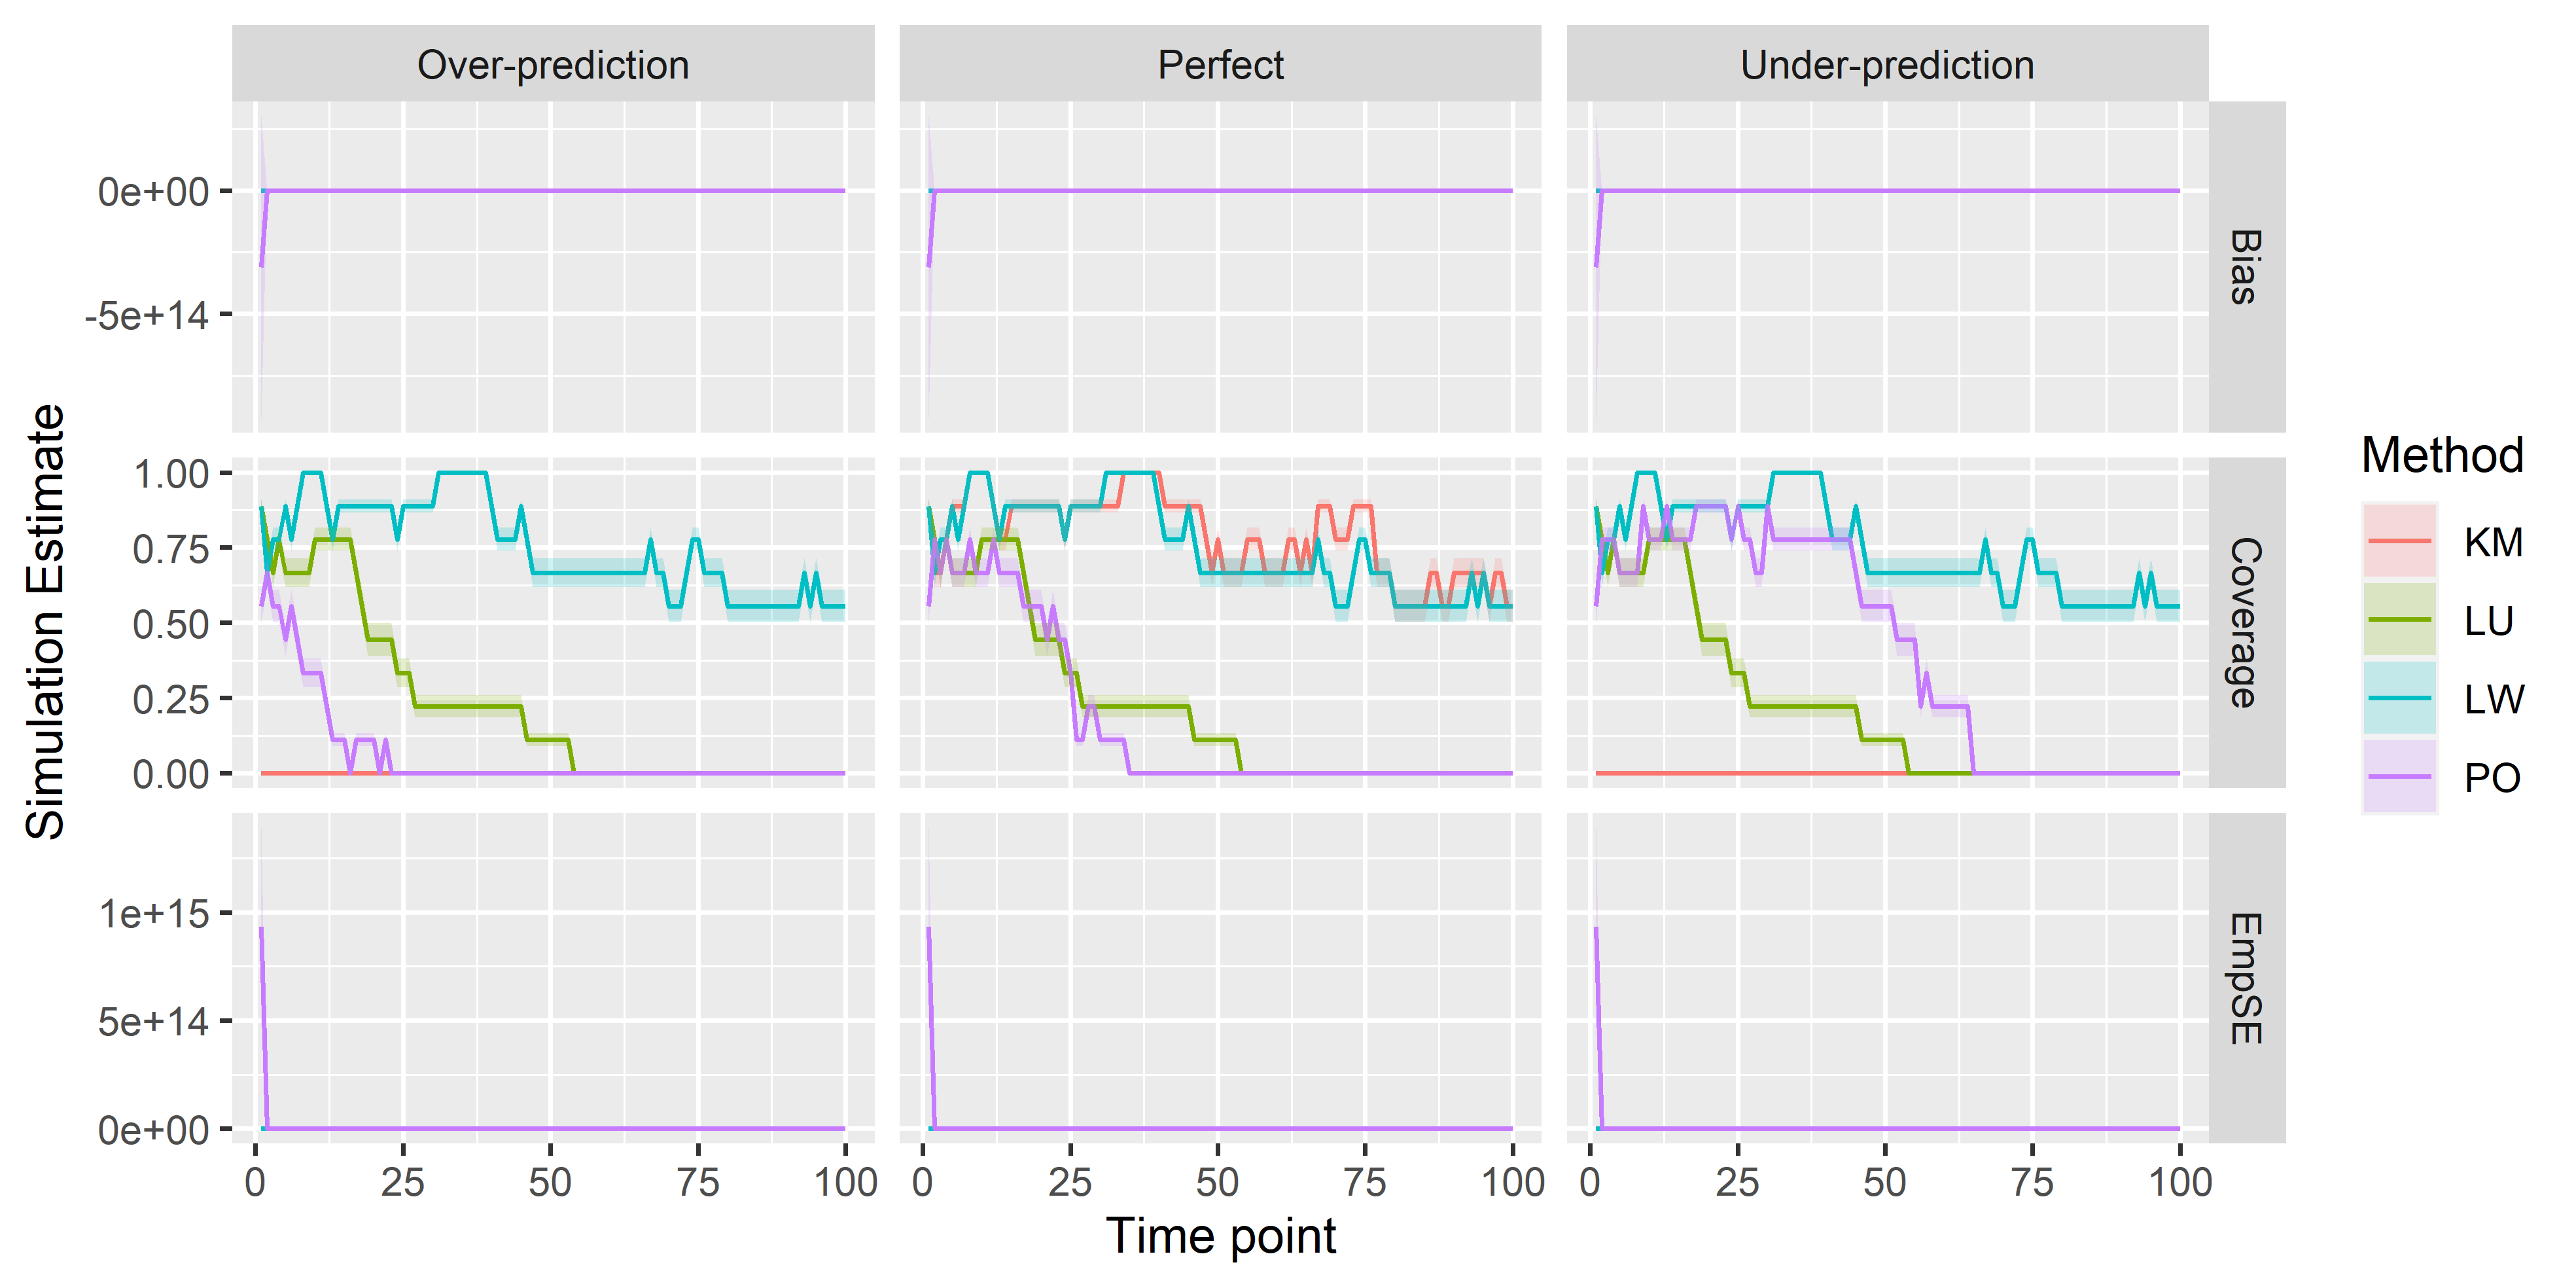 Over-prediction
Perfect
Under-prediction
Simulation Estimate
0e+00
-5e+14
Bias
1.00
0.75
0.50
0.25
0.00
Coverage
1e+15
5e+14
0e+00
EmpSE
0 25 50 75 100
0 25 50 75 100
0 25 50 75 100
Time point
Method
KM
LU
LW
PO